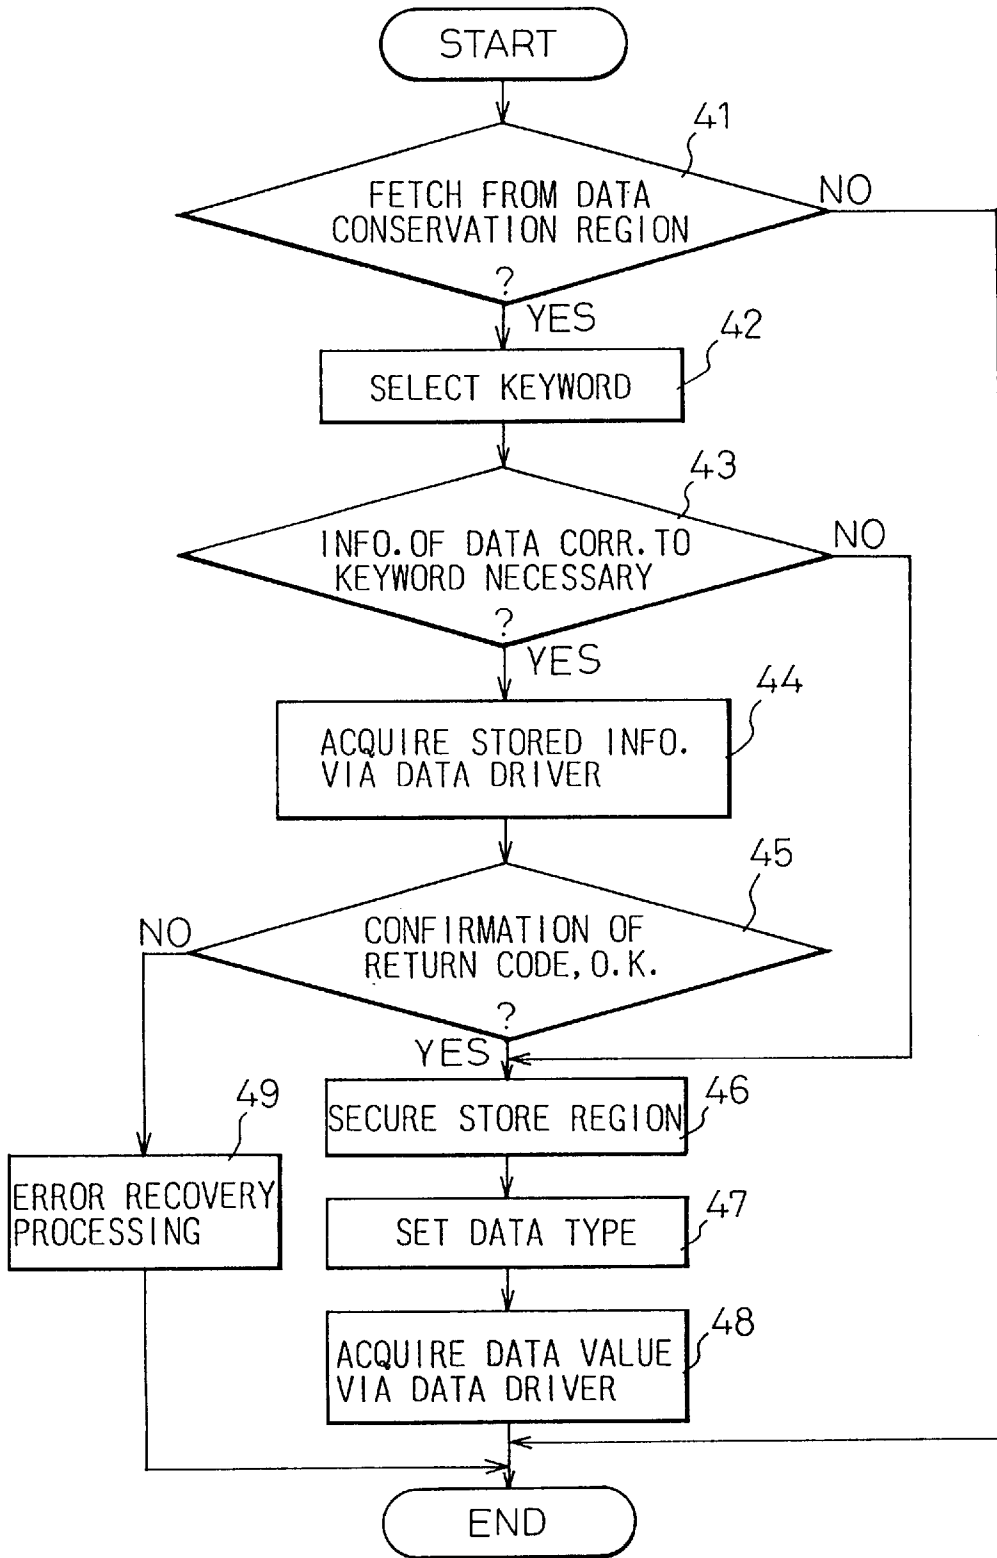 START
41
FETCH FROM DATA
CONSERVATION REGION
?
NO
YES
42
SELECT KEYWORD
43
INFO. OF DATA CORR. TO
KEYWORD NECESSARY
?
NO
YES
44
ACQUIRE STORED INFO.
VIA DATA DRIVER
45
CONFIRMATION OF
RETURN CODE, O.K.
?
NO
YES
46
SECURE STORE REGION
49
ERROR RECOVERY
PROCESSING
47
SET DATA TYPE
48
ACQUIRE DATA VALUE
VIA DATA DRIVER
END